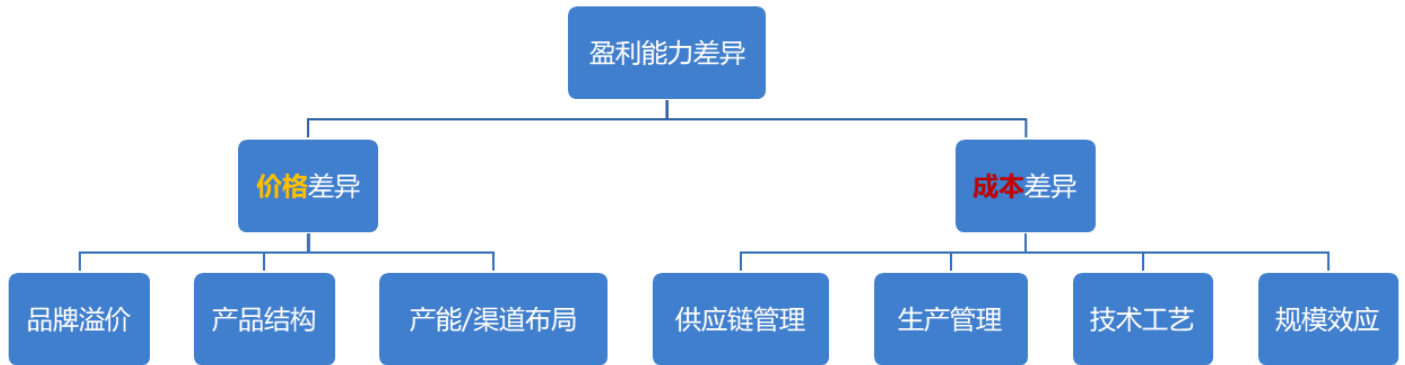 盈利能力差异
价格差异
成本差异
品牌溢价
产品结构
产能/渠道布局
供应链管理
生产管理
技术工艺
规模效应